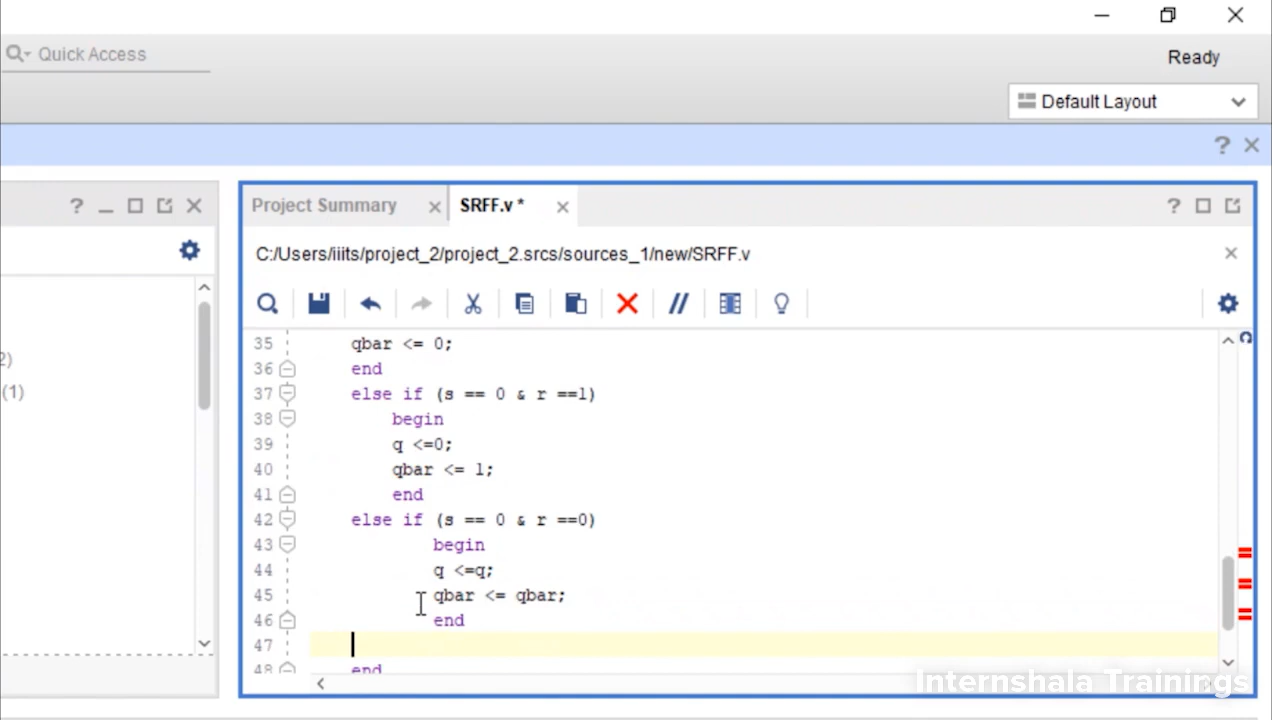 Quick Access
Ready
Default Layout
? ×
?
Project Summary × SRFF.v * × ?
C:/Users/iiits/project_2/project_2.srcs/sources_1/new/SRFF.v ×
2)
(1)
//
35 qbar <= 0;
36 end
37 else if (s == 0 & r ==1)
38 begin
39 q <=0;
40 qbar <= 1;
41 end
42 else if (s == 0 & r ==0)
43 begin
44 q <=q;
45 qbar <= qbar;
46 end
47
48 end
Internshala Trainings